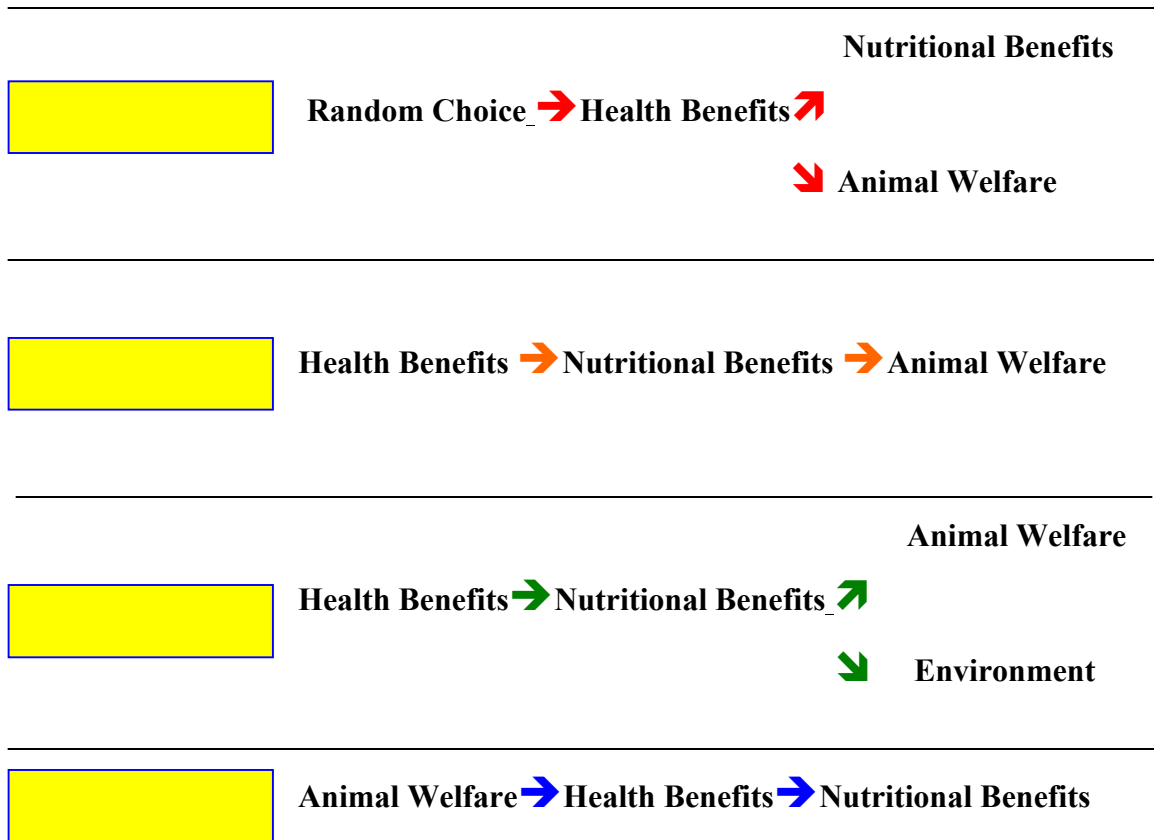 Nutritional Benefits
Random Choice ➔ Health Benefits ➔
➔ Animal Welfare
Health Benefits ➔ Nutritional Benefits ➔ Animal Welfare
Animal Welfare
Health Benefits ➔ Nutritional Benefits ➔
➔ Environment
Animal Welfare ➔ Health Benefits ➔ Nutritional Benefits